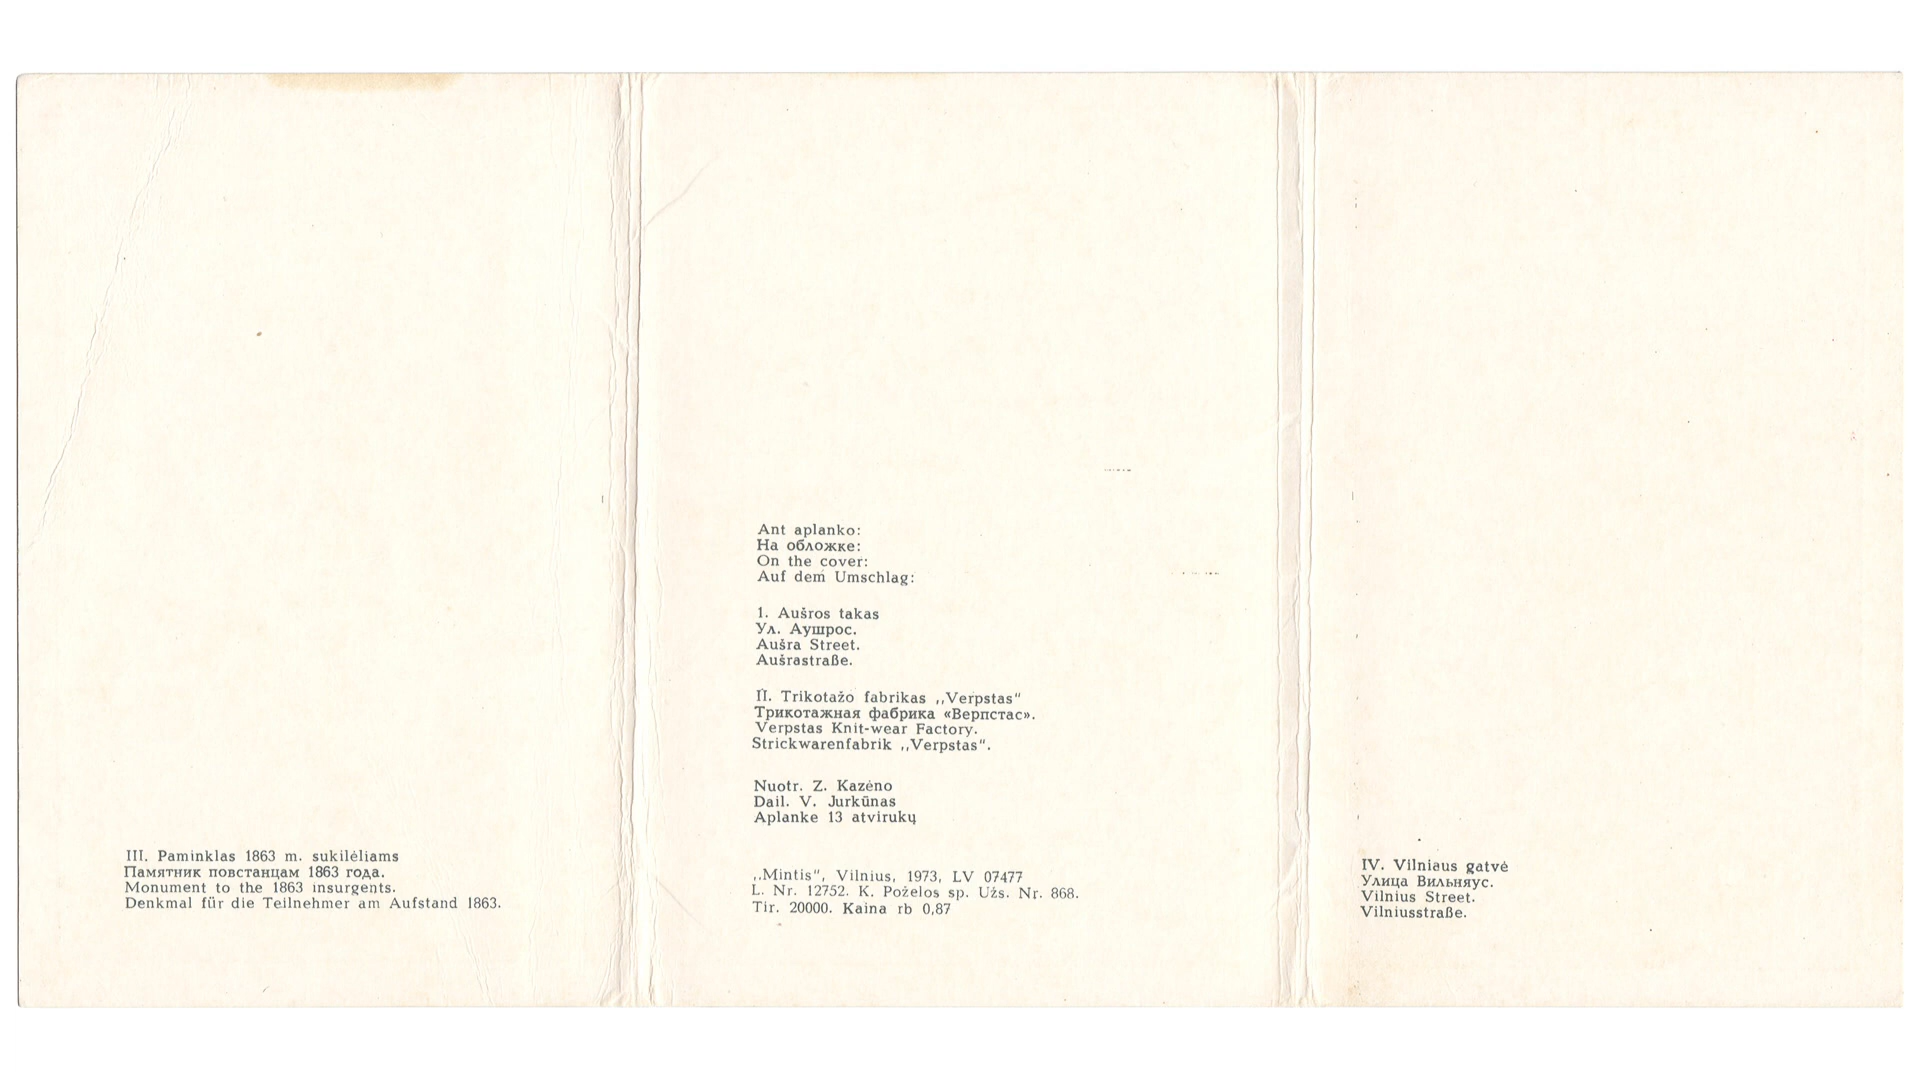 III. Paminklas 1863 m. sukilėliams
Памятник повстанцам 1863 года.
Monument to the 1863 insurgents.
Denkmal für die Teilnehmer am Aufstand 1863.
Ant aplanko:
На обложке:
On the cover:
Auf dem Umschlag:
1. Aušros takas
Ул. Аушрос.
Aušra Street.
Aušrastraße.
II. Trikotažo fabrikas ,,Verpstas“
Трикотажная фабрика «Верпстас».
Verpstas Knit-wear Factory.
Strickwarenfabrik ,,Verpstas“.
Nuotr. Z. Kazėno
Dail. V. Jurkūnas
Aplanke 13 atvirukų
,,Mintis“, Vilnius, 1973, LV 07477
L. Nr. 12752. K. Poželos sp. Užs. Nr. 868.
Tir. 20000. Kaina rb 0,87
IV. Vilniaus gatvė
Улица Вильняус.
Vilnius Street.
Vilniusstraße.